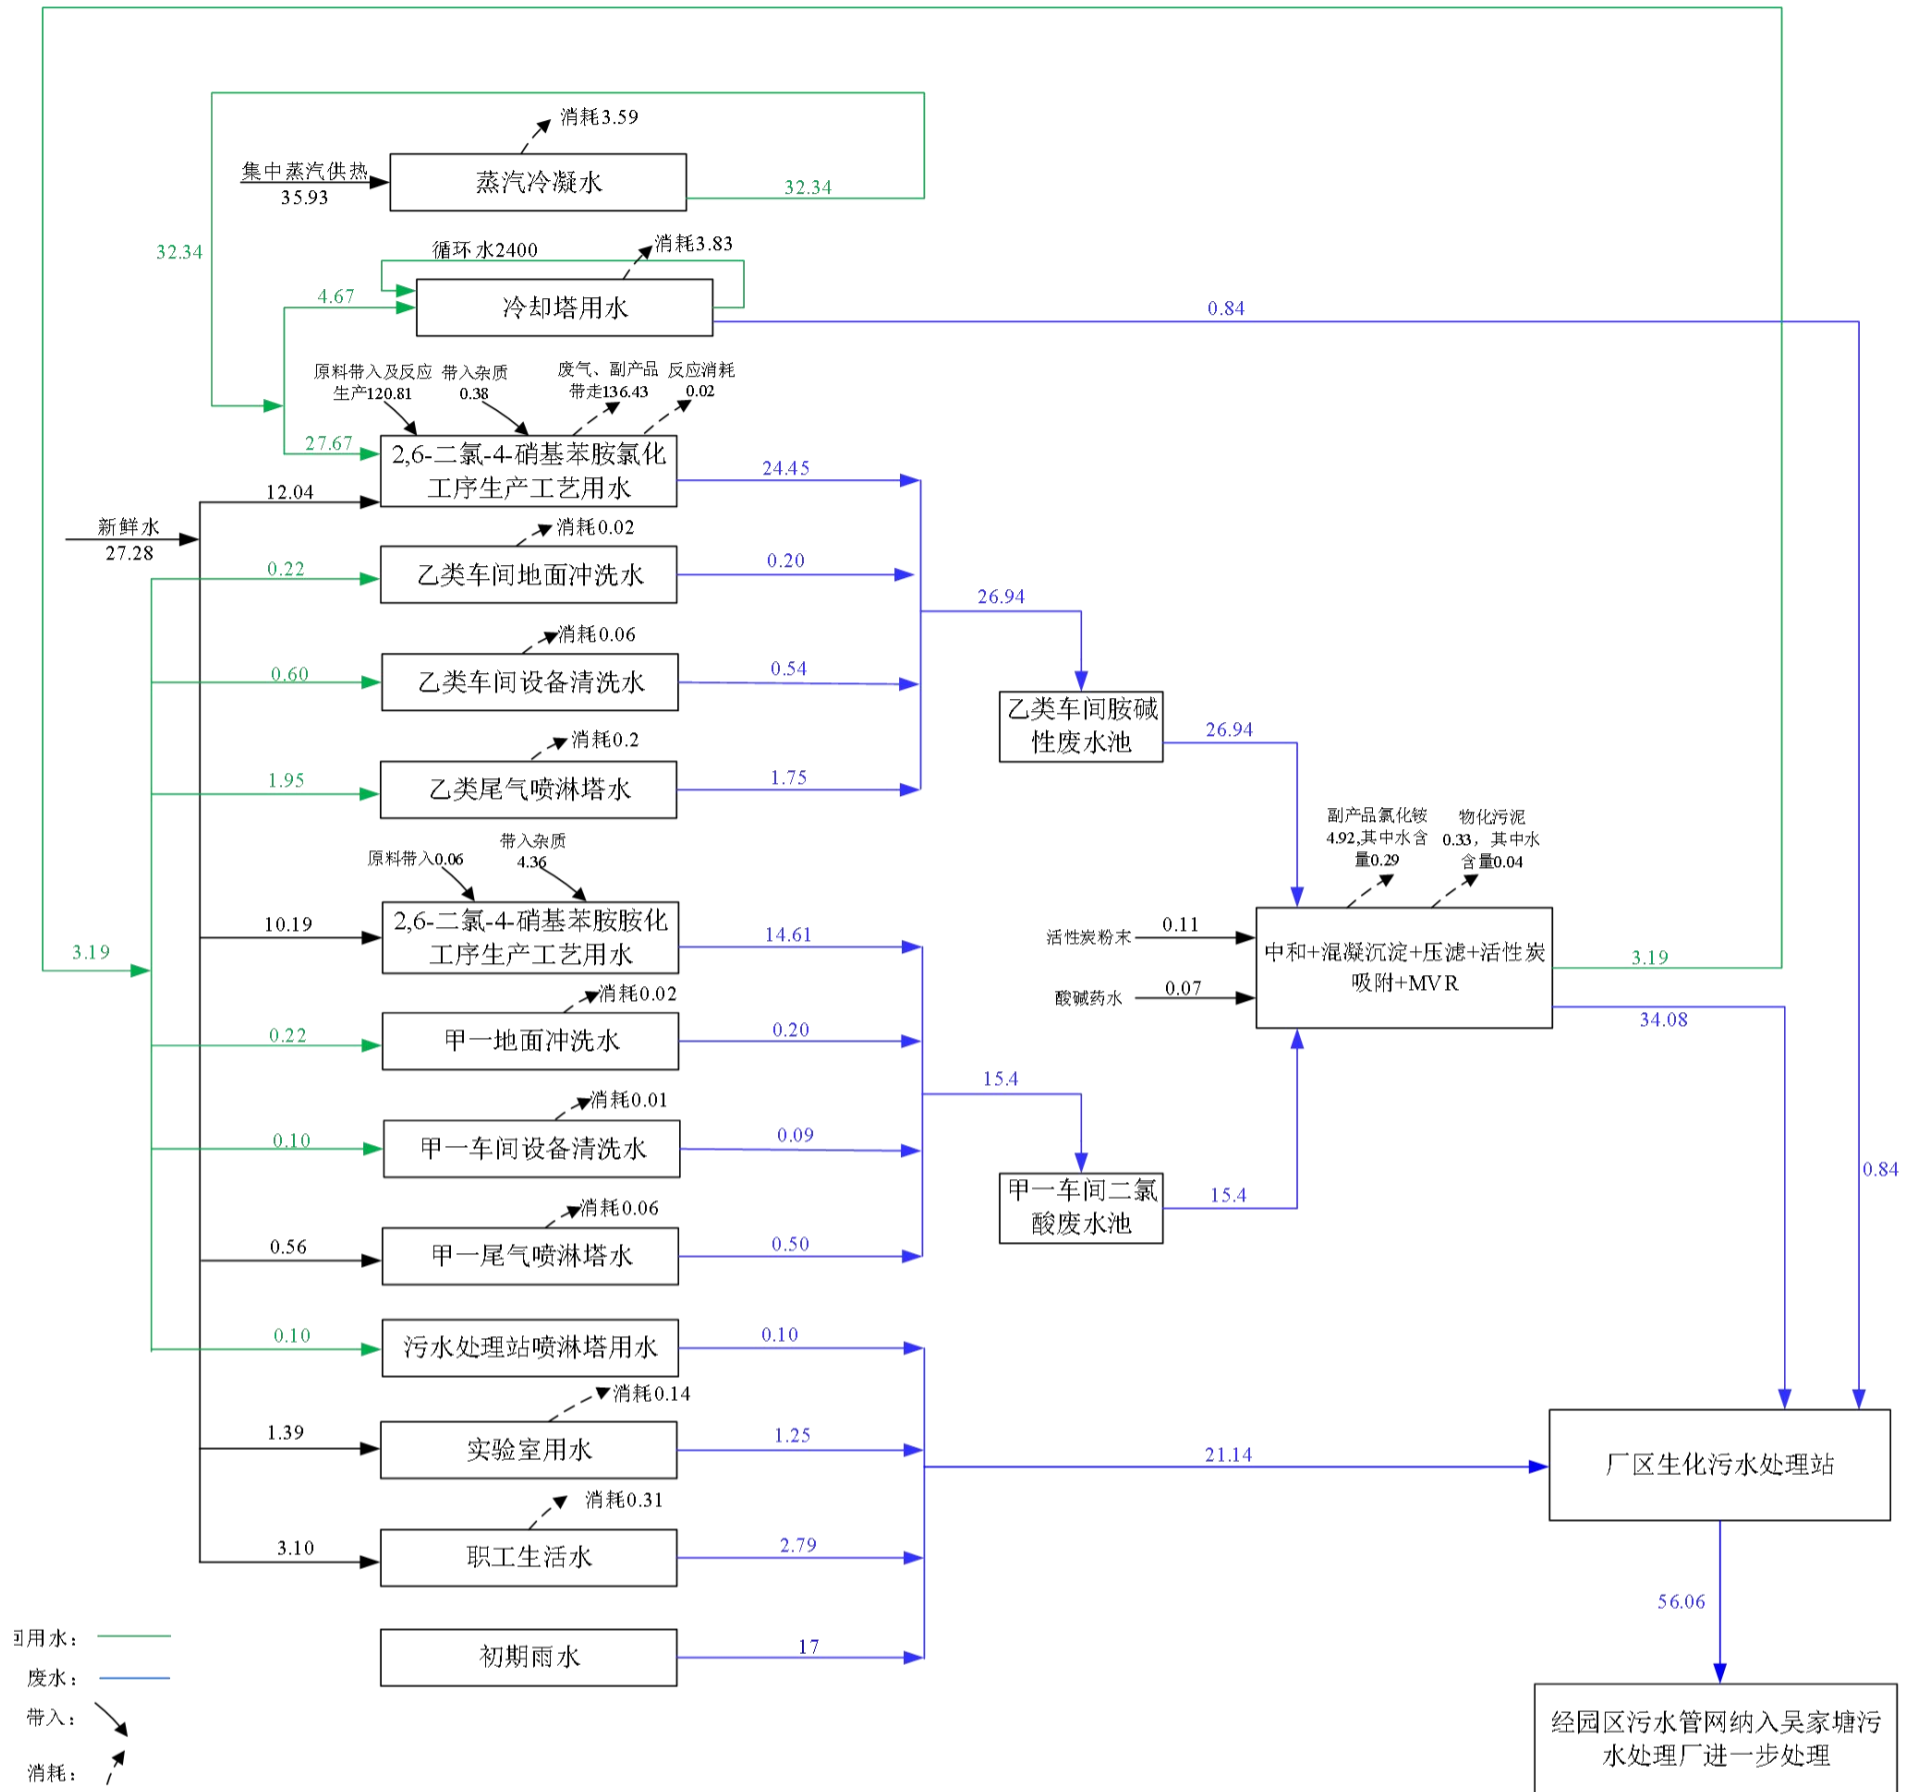 消耗3.59
集中蒸汽供热
35.93
蒸汽冷凝水
32.34
32.34
循环水2400
消耗3.83
4.67
冷却塔用水
0.84
原料带入及反应
生产120.81
带入杂质
0.38
废气、副产品
带走136.43
反应消耗
0.02
27.67
2,6-二氯-4-硝基苯胺氯化
工序生产工艺用水
24.45
12.04
新鲜水
27.28
消耗0.02
0.22
乙类车间地面冲洗水
0.20
26.94
消耗0.06
0.60
乙类车间设备清洗水
0.54
乙类车间胺碱
性废水池
26.94
消耗0.2
1.95
乙类尾气喷淋塔水
1.75
原料带入0.06
带入杂质
4.36
副产品氯化铵
4.92,其中水含
量0.29
物化污泥
0.33，其中水
含量0.04
10.19
2,6-二氯-4-硝基苯胺胺化
工序生产工艺用水
14.61
活性炭粉末
0.11
酸碱药水
0.07
中和+混凝沉淀+压滤+活性炭
吸附+MVR
3.19
34.08
3.19
消耗0.02
0.22
甲一地面冲洗水
0.20
15.4
消耗0.01
0.10
甲一车间设备清洗水
0.09
甲一车间二氯
酸废水池
15.4
0.84
消耗0.06
0.56
甲一尾气喷淋塔水
0.50
0.10
污水处理站喷淋塔用水
0.10
消耗0.14
1.39
实验室用水
1.25
21.14
厂区生化污水处理站
消耗0.31
3.10
职工生活水
2.79
56.06
初期雨水
17
回用水：
废水：
带入：
消耗：
经园区污水管网纳入吴家塘污
水处理厂进一步处理